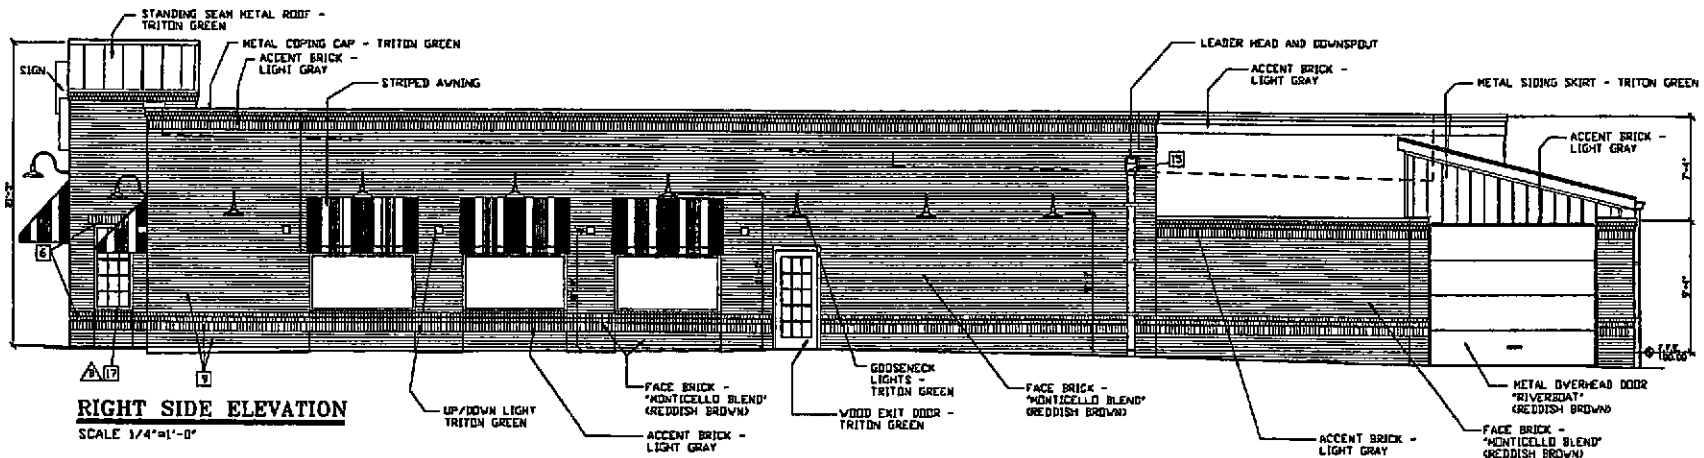 STANDING SEAM METAL ROOF -
TRITON GREEN
METAL COPING CAP - TRITON GREEN
ACCENT BRICK -
LIGHT GRAY
SIGN
STRIPED AWNING
LEADER HEAD AND DOWNSPOUT
ACCENT BRICK -
LIGHT GRAY
METAL SIDING SKIRT - TRITON GREEN
ACCENT BRICK -
LIGHT GRAY
15
6
17
9
RIGHT SIDE ELEVATION
SCALE 1/4"=1'-0"
UP/DOWN LIGHT
TRITON GREEN
ACCENT BRICK -
LIGHT GRAY
FACE BRICK -
"MONTICELLO BLEND"
(REDDISH BROWN)
GOOSENECK
LIGHTS -
TRITON GREEN
WOOD EXIT DOOR -
TRITON GREEN
FACE BRICK -
"MONTICELLO BLEND"
(REDDISH BROWN)
ACCENT BRICK -
LIGHT GRAY
METAL OVERHEAD DOOR
"RIVERBOAT"
(REDDISH BROWN)
FACE BRICK -
"MONTICELLO BLEND"
(REDDISH BROWN)